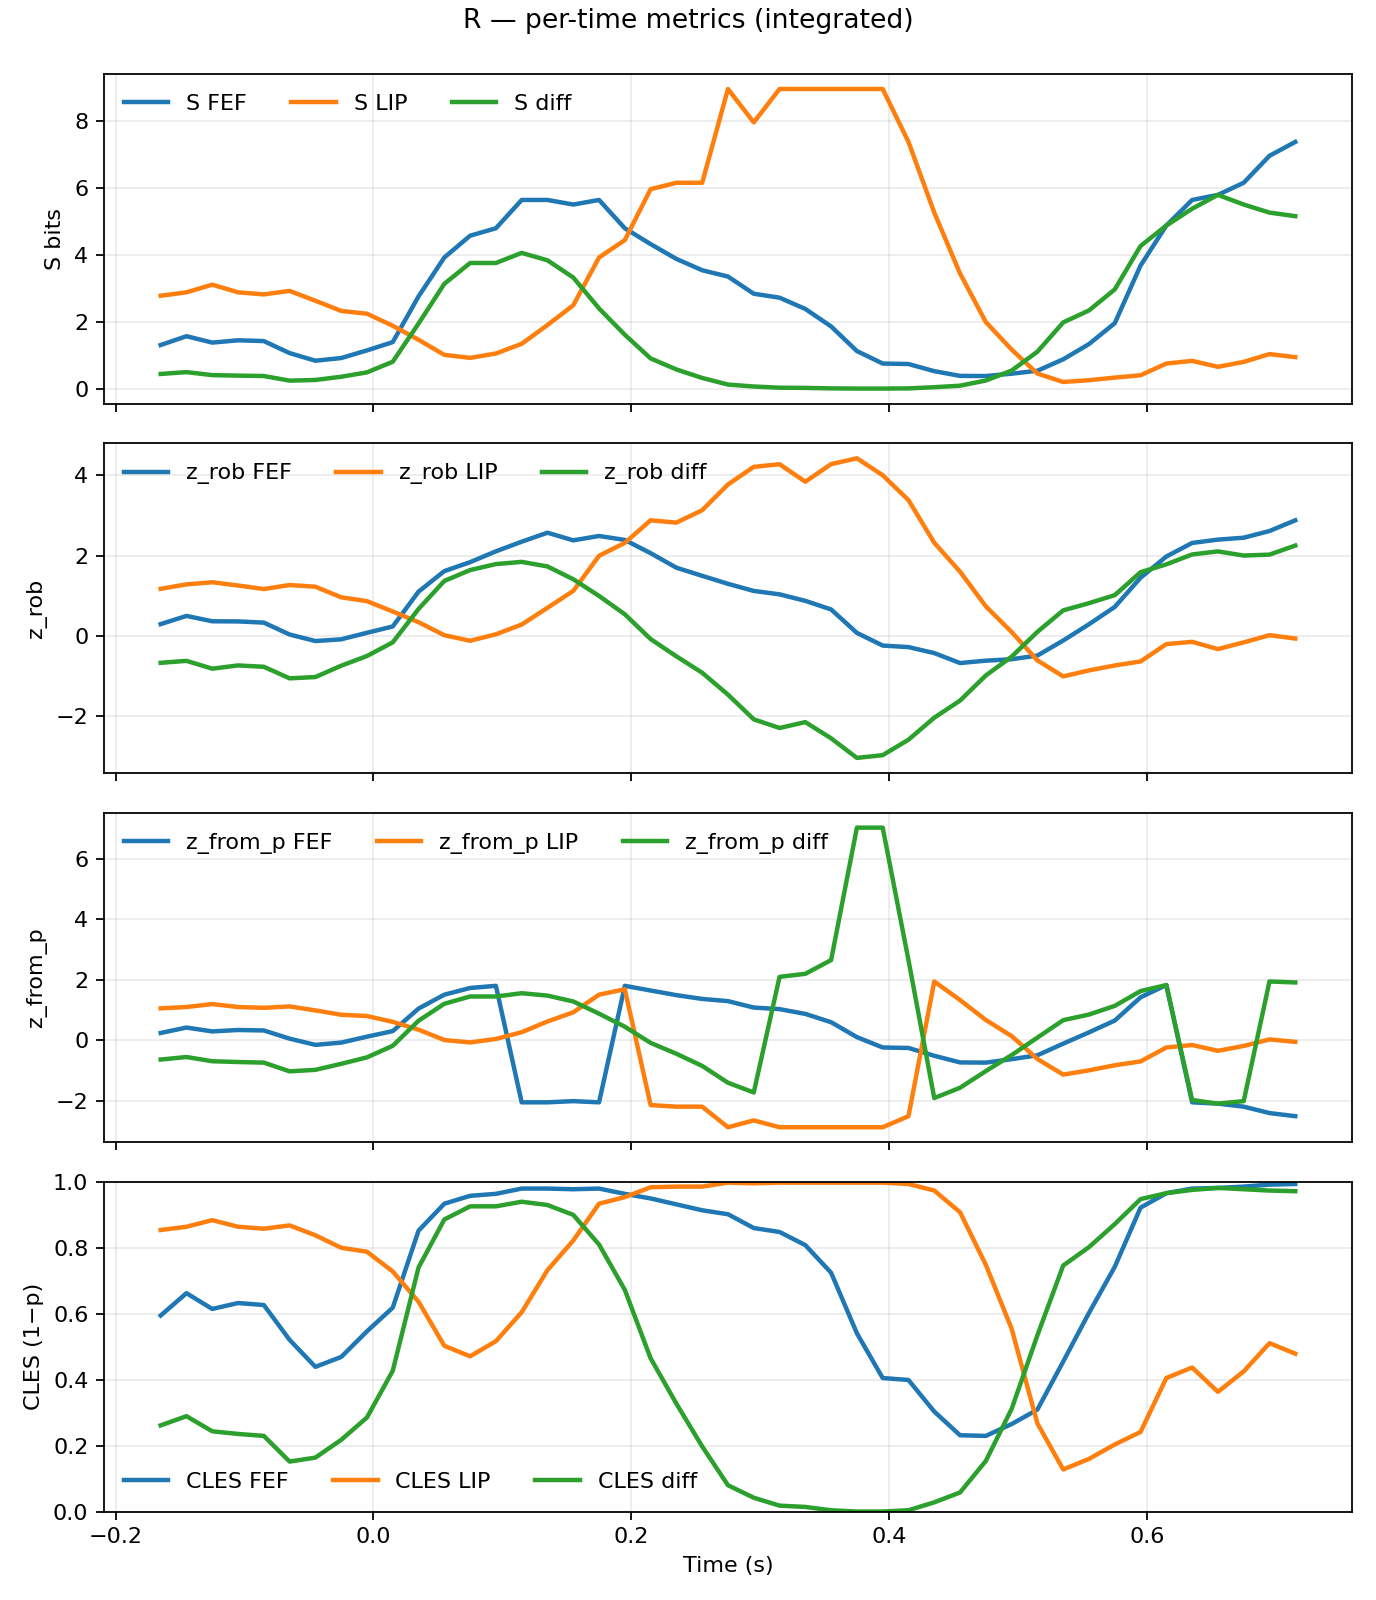 R — per-time metrics (integrated)
S FEF S LIP S diff
8
6
4
2
0
S bits
z_rob FEF z_rob LIP z_rob diff
4
2
0
−2
z_rob
z_from_p FEF z_from_p LIP z_from_p diff
6
4
2
0
−2
z_from_p
1.0
0.8
0.6
0.4
0.2
0.0
CLES (1−p)
CLES FEF CLES LIP CLES diff
−0.2 0.0 0.2 0.4 0.6
Time (s)